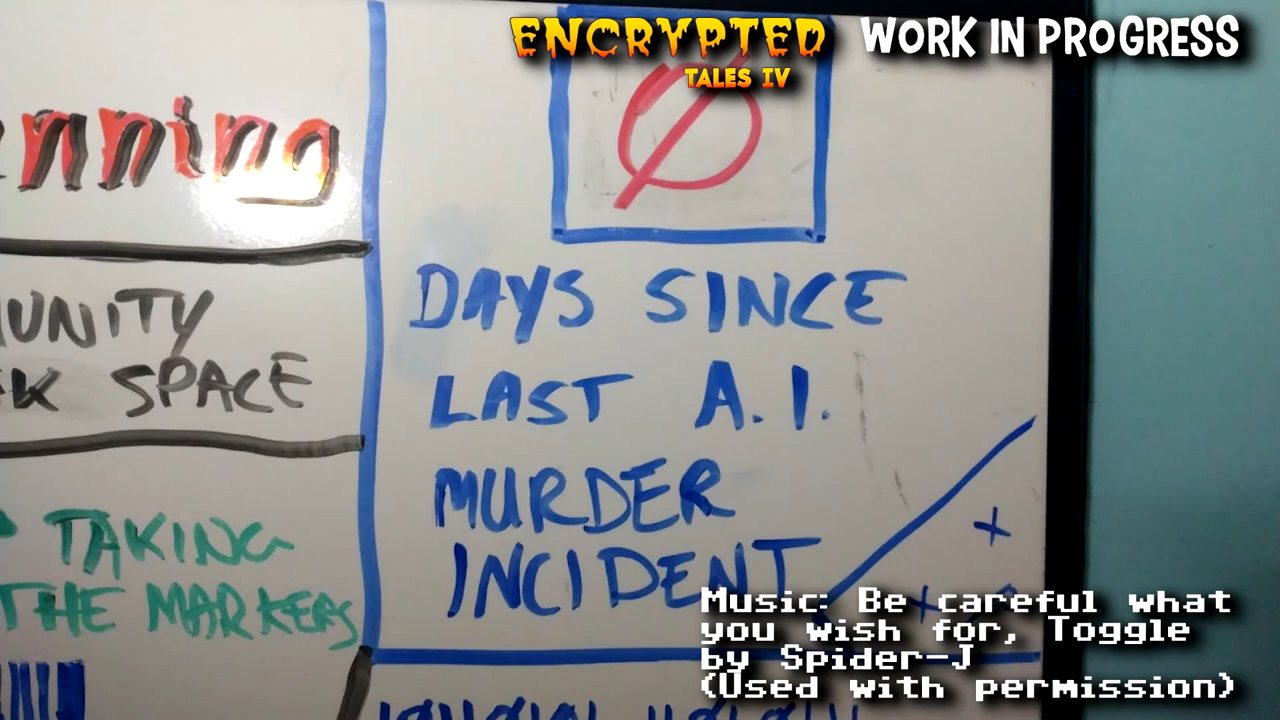 ENCRYPTED
TALES IV
WORK IN PROGRESS
0
DAYS SINCE
LAST A.I.
MURDER
INCIDENT
nning
UNITY
SPACE
TAKING
THE MARKERS
Music: Be careful what
you wish for, Toggle
by Spider-J
(Used with permission)